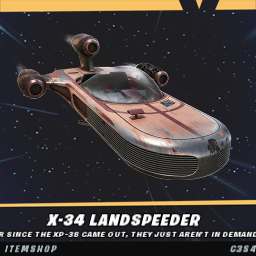 X-34 LANDSPEEDER
R SINCE THE XP-38 CAME OUT, THEY JUST AREN'T IN DEMAND
ITEMSHOP C3S4